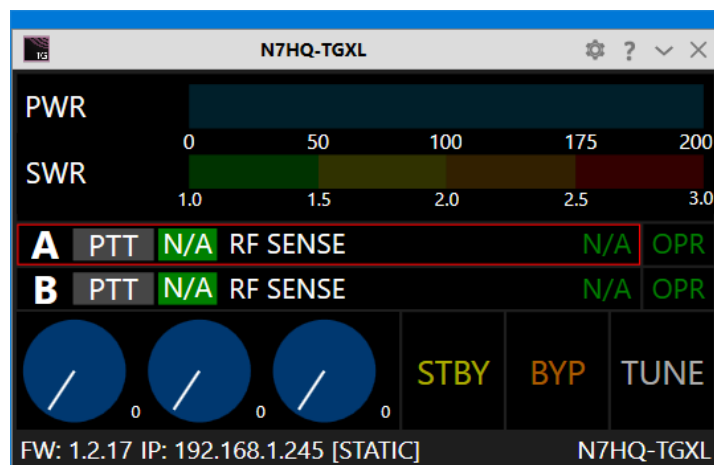 TG
N7HQ-TGXL
?
PWR
0 50 100 175 200
SWR
1.0 1.5 2.0 2.5 3.0
A PTT N/A RF SENSE N/A OPR
B PTT N/A RF SENSE N/A OPR
0 0 0 STBY BYP TUNE
FW: 1.2.17 IP: 192.168.1.245 [STATIC] N7HQ-TGXL